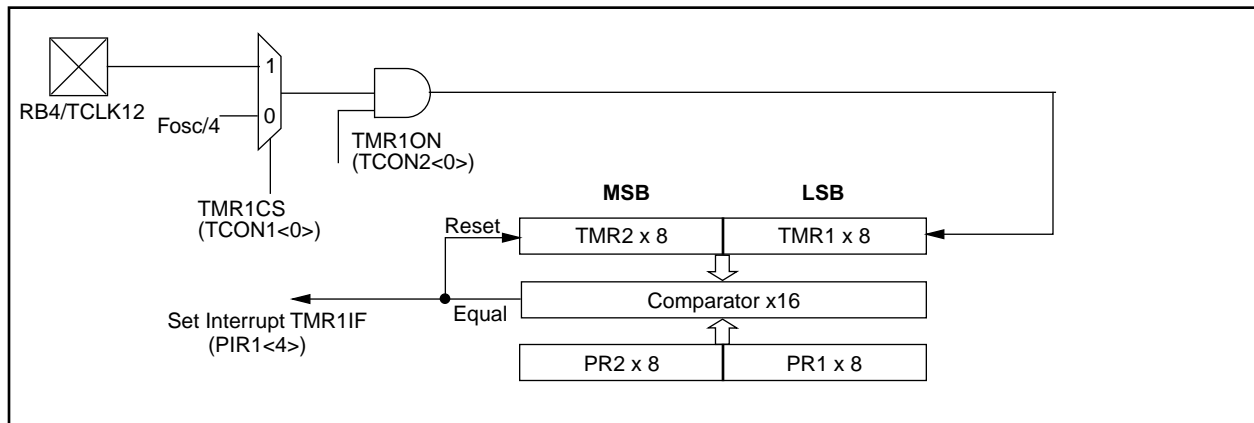 1
RB4/TCLK12
Fosc/4
0
TMR1ON
(TCON2<0>)
TMR1CS
(TCON1<0>)
MSB
LSB
Reset
TMR2 x 8
TMR1 x 8
Comparator x16
Equal
Set Interrupt TMR1IF
(PIR1<4>)
PR2 x 8
PR1 x 8